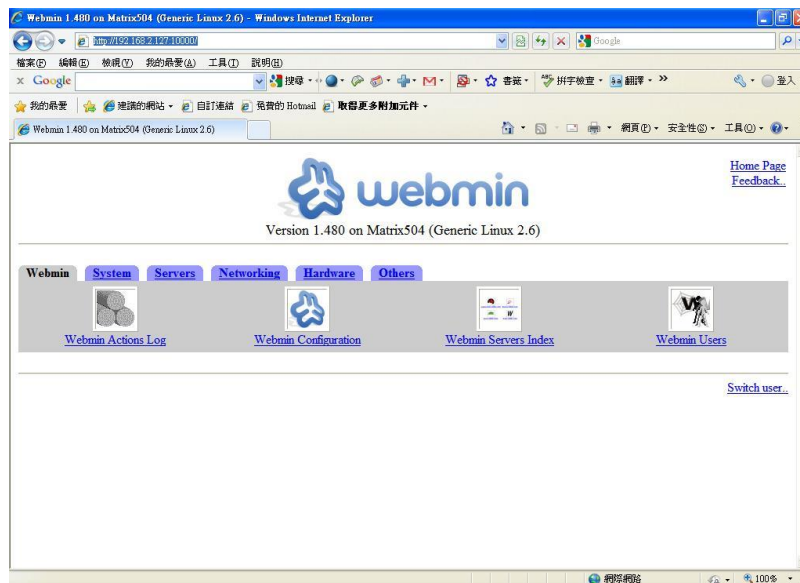 Webmin 1.480 on Matrix504 (Generic Linux 2.6) - Windows Internet Explorer
http://192.168.2.127:10000/
Google
檔案(F) 編輯(E) 檢視(V) 我的最愛(A) 工具(T) 說明(H)
x Google 搜尋 書籤 拼字檢查 翻譯 » 登入
我的最愛 建議的網站 自訂連結 免費的 Hotmail 取得更多附加元件
Webmin 1.480 on Matrix504 (Generic Linux 2.6) 網頁(P) 安全性(S) 工具(O)
Home Page
Feedback..
webmin
Version 1.480 on Matrix504 (Generic Linux 2.6)
Webmin System Servers Networking Hardware Others
Webmin Actions Log Webmin Configuration Webmin Servers Index Webmin Users
Switch user..
網際網路 100%